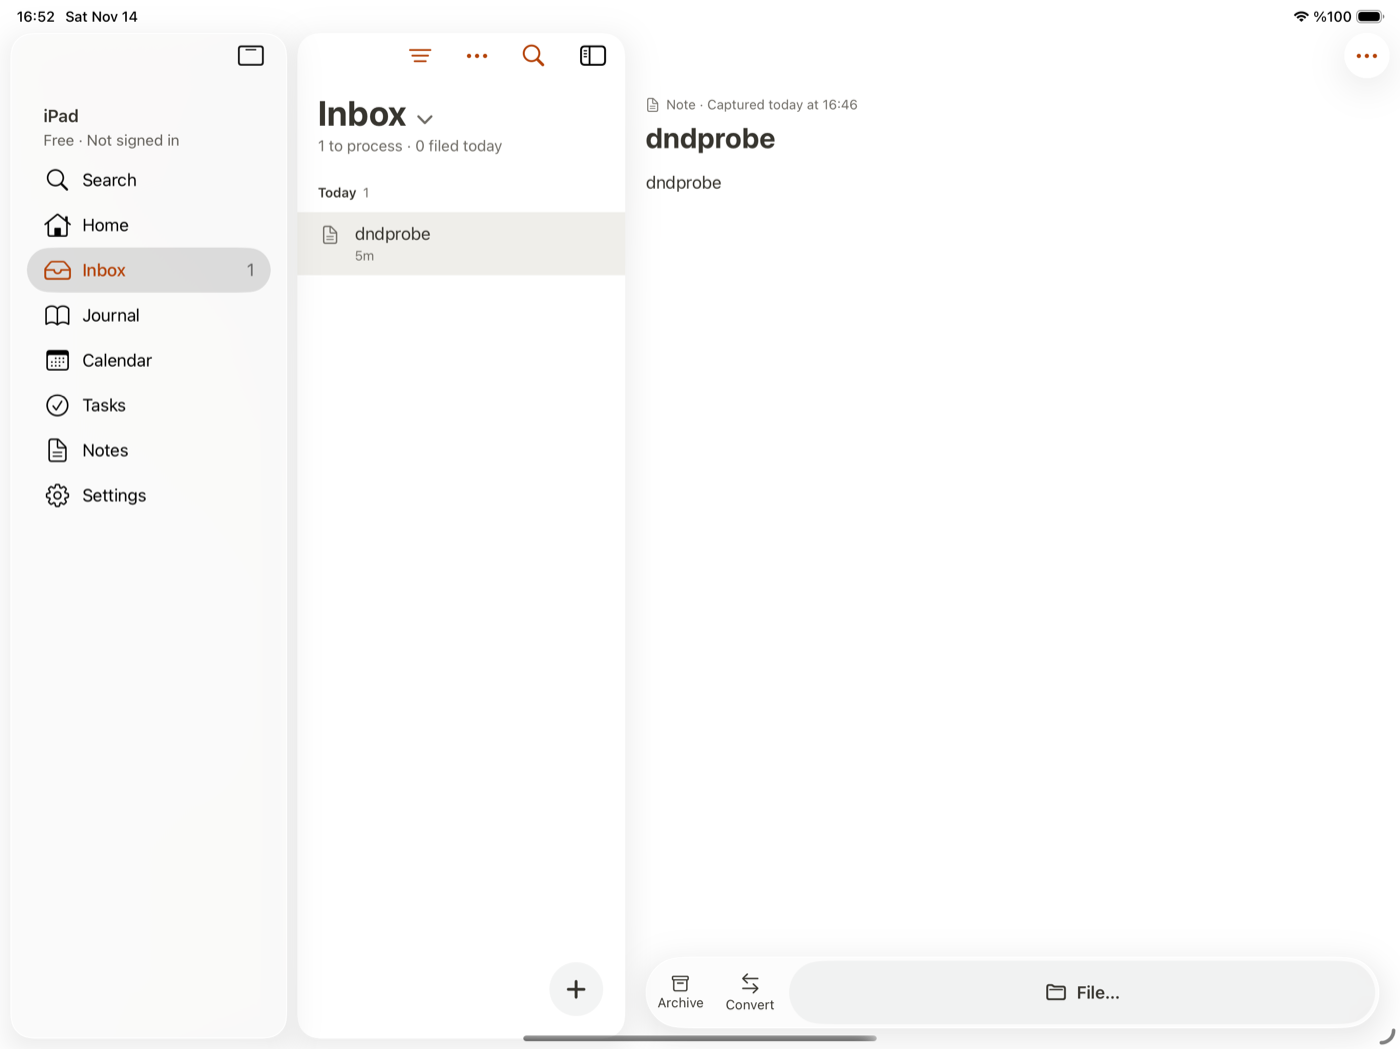 16:52 Sat Nov 14
%100
iPad
Free · Not signed in
Search
Home
Inbox 1
Journal
Calendar
Tasks
Notes
Settings
Inbox
1 to process · 0 filed today
Today 1
dndprobe
5m
Note · Captured today at 16:46
dndprobe
dndprobe
Archive
Convert
File...